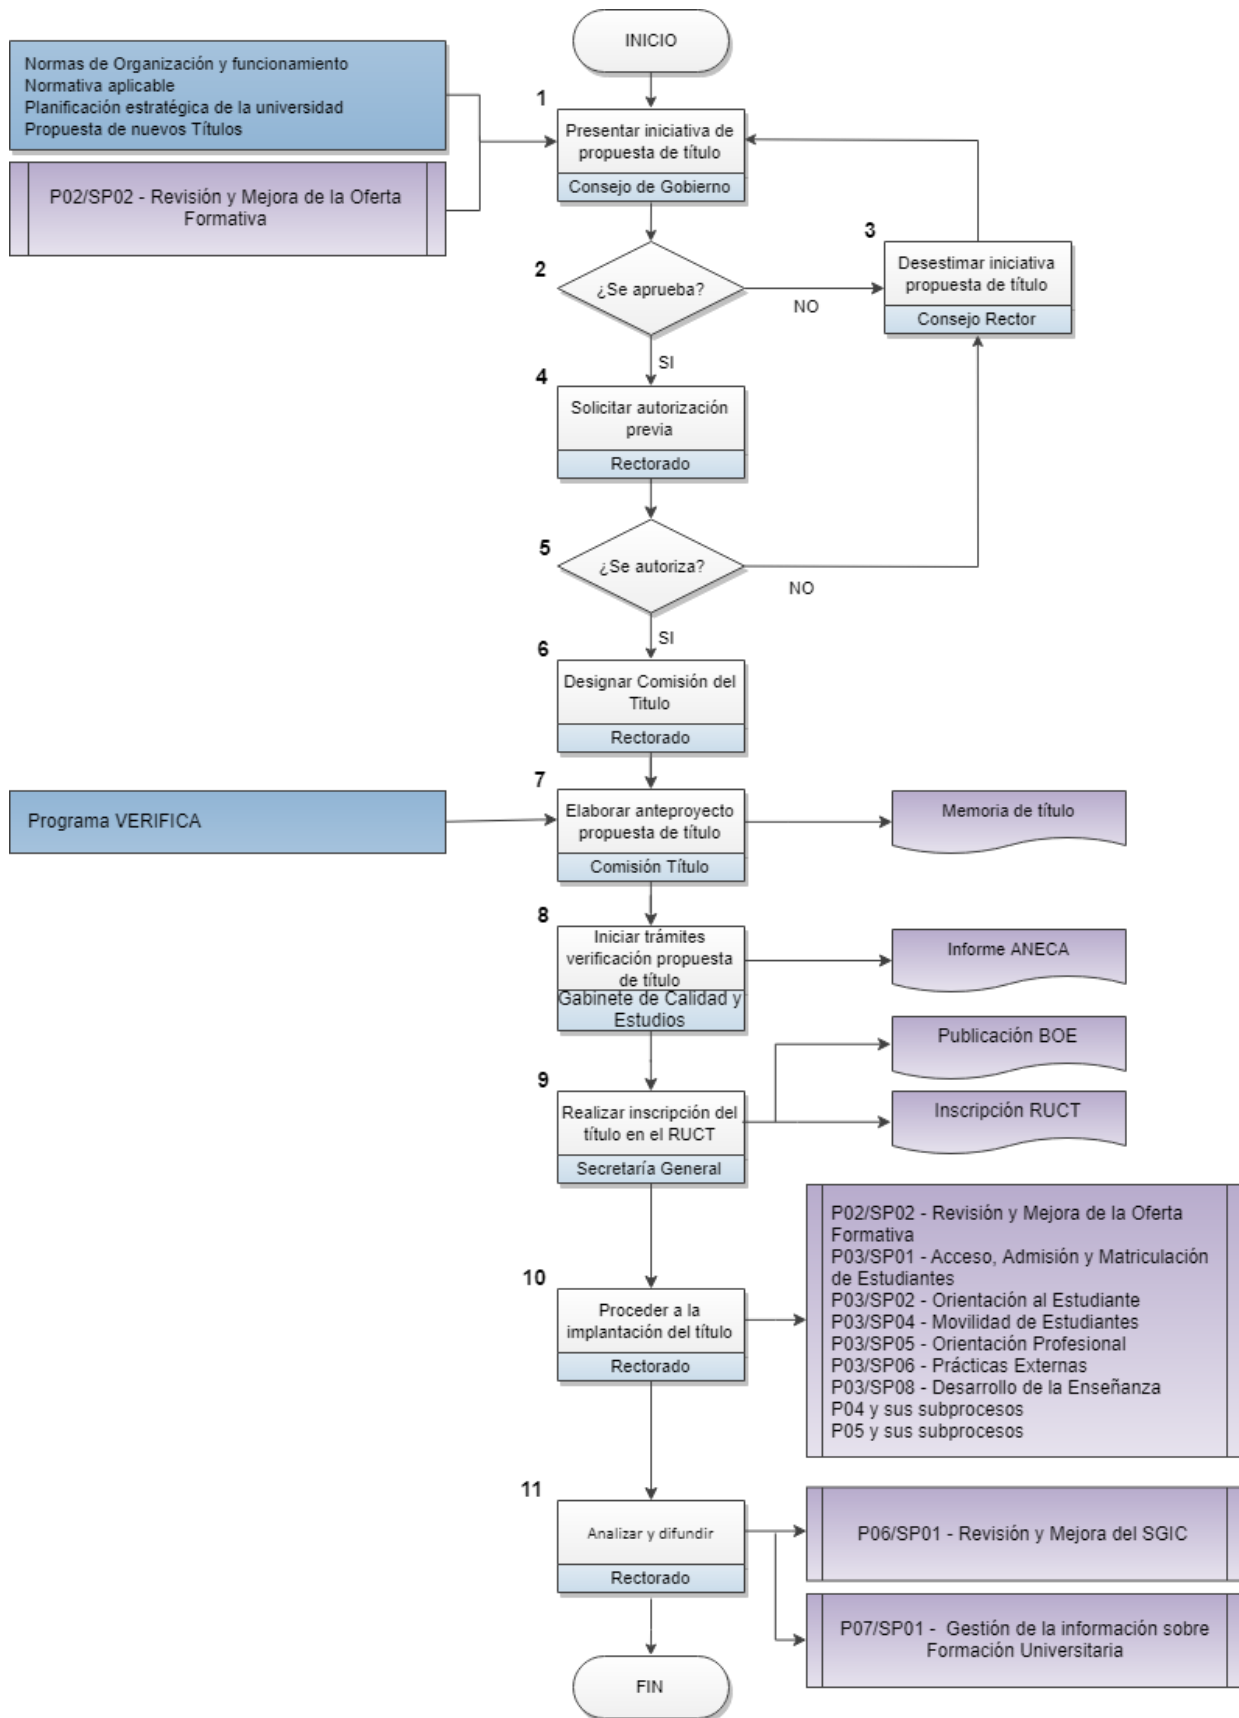 INICIO
Normas de Organización y funcionamiento
Normativa aplicable
Planificación estratégica de la universidad
Propuesta de nuevos Títulos
P02/SP02 - Revisión y Mejora de la Oferta
Formativa
1
Presentar iniciativa de
propuesta de título
Consejo de Gobierno
2
¿Se aprueba?
NO
3
Desestimar iniciativa
propuesta de título
Consejo Rector
SI
4
Solicitar autorización
previa
Rectorado
5
¿Se autoriza?
NO
SI
6
Designar Comisión del
Titulo
Rectorado
Programa VERIFICA
7
Elaborar anteproyecto
propuesta de título
Comisión Título
Memoria de título
8
Iniciar trámites
verificación propuesta
de título
Gabinete de Calidad y
Estudios
Informe ANECA
9
Realizar inscripción del
título en el RUCT
Secretaría General
Publicación BOE
Inscripción RUCT
10
Proceder a la
implantación del título
Rectorado
P02/SP02 - Revisión y Mejora de la Oferta
Formativa
P03/SP01 - Acceso, Admisión y Matriculación
de Estudiantes
P03/SP02 - Orientación al Estudiante
P03/SP04 - Movilidad de Estudiantes
P03/SP05 - Orientación Profesional
P03/SP06 - Prácticas Externas
P03/SP08 - Desarrollo de la Enseñanza
P04 y sus subprocesos
P05 y sus subprocesos
11
Analizar y difundir
Rectorado
P06/SP01 - Revisión y Mejora del SGIC
P07/SP01 - Gestión de la información sobre
Formación Universitaria
FIN